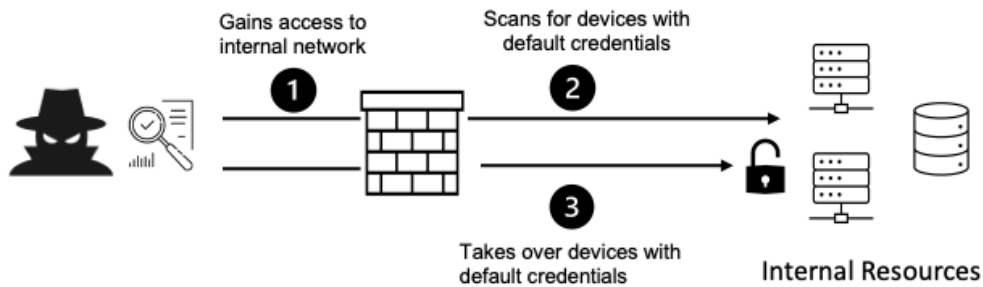 Gains access to
internal network
1
Scans for devices with
default credentials
2
3
Takes over devices with
default credentials
Internal Resources